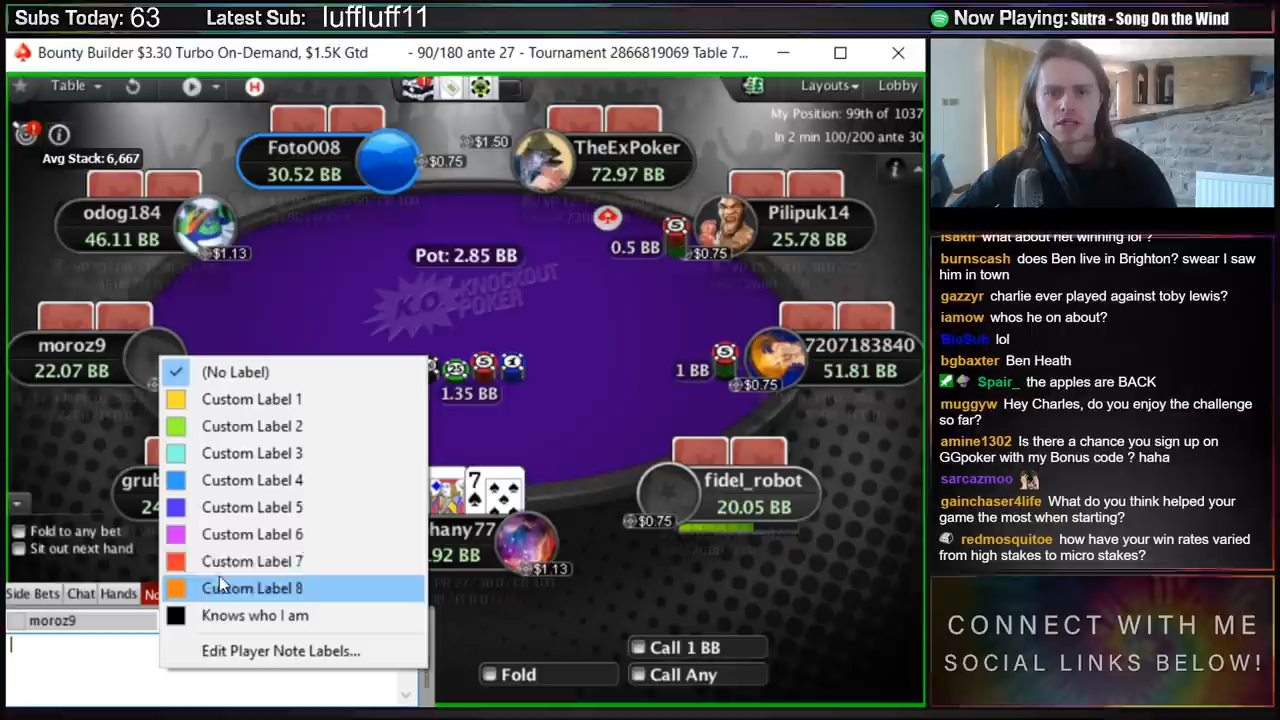 Subs Today: 63
Latest Sub: luffluff11
Now Playing: Sutra - Song On the Wind
Bounty Builder $3.30 Turbo On-Demand, $1.5K Gtd - 90/180 ante 27 - Tournament 2866819069 Table 7...
Table
H
Layouts
Lobby
My Position: 99th of 1037
In 2 min 100/200 ante 30
Avg Stack: 6,667
Foto008
30.52 BB
$0.75
$1.50
TheExPoker
72.97 BB
odog184
46.11 BB
$1.13
Pilipuk14
25.78 BB
$0.75
0.5 BB
Pot: 2.85 BB
K.O. KNOCKOUT
POKER
moroz9
22.07 BB
7207183840
51.81 BB
$0.75
1 BB
1.35 BB
fidel_robot
20.05 BB
$0.75
7
hany77
.92 BB
$1.13
grub
24
Fold to any bet
Sit out next hand
Side Bets
Chat
Hands
No
moroz9
(No Label)
Custom Label 1
Custom Label 2
Custom Label 3
Custom Label 4
Custom Label 5
Custom Label 6
Custom Label 7
Custom Label 8
Knows who I am
Edit Player Note Labels...
Fold
Call 1 BB
Call Any
what about net winning lol ?
burnscash does Ben live in Brighton? swear I saw
him in town
gazzyr charlie ever played against toby lewis?
iamow whos he on about?
BioSub lol
bgbaxter Ben Heath
Spair_ the apples are BACK
muggyw Hey Charles, do you enjoy the challenge
so far?
amine1302 Is there a chance you sign up on
GGpoker with my Bonus code ? haha
sarcazmoo
gainchaser4life What do you think helped your
game the most when starting?
redmosquitoe how have your win rates varied
from high stakes to micro stakes?
CONNECT WITH ME
SOCIAL LINKS BELOW!